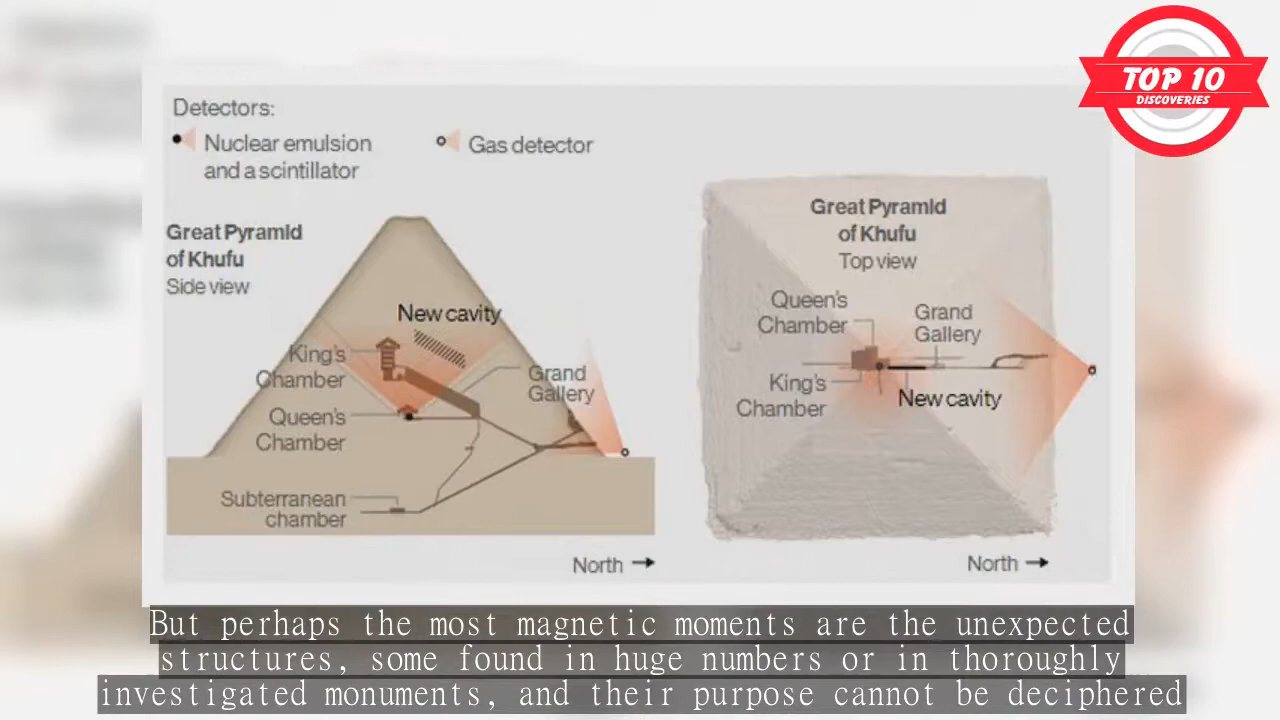 TOP 10
DISCOVERIES
Detectors:
Nuclear emulsion
and a scintillator
Gas detector
Great Pyramid
of Khufu
Side view
New cavity
King's
Chamber
Grand
Gallery
Queen's
Chamber
Subterranean
chamber
North
Great Pyramid
of Khufu
Top view
Queen's
Chamber
Grand
Gallery
King's
Chamber
New cavity
North
But perhaps the most magnetic moments are the unexpected
structures, some found in huge numbers or in thoroughly
investigated monuments, and their purpose cannot be deciphered